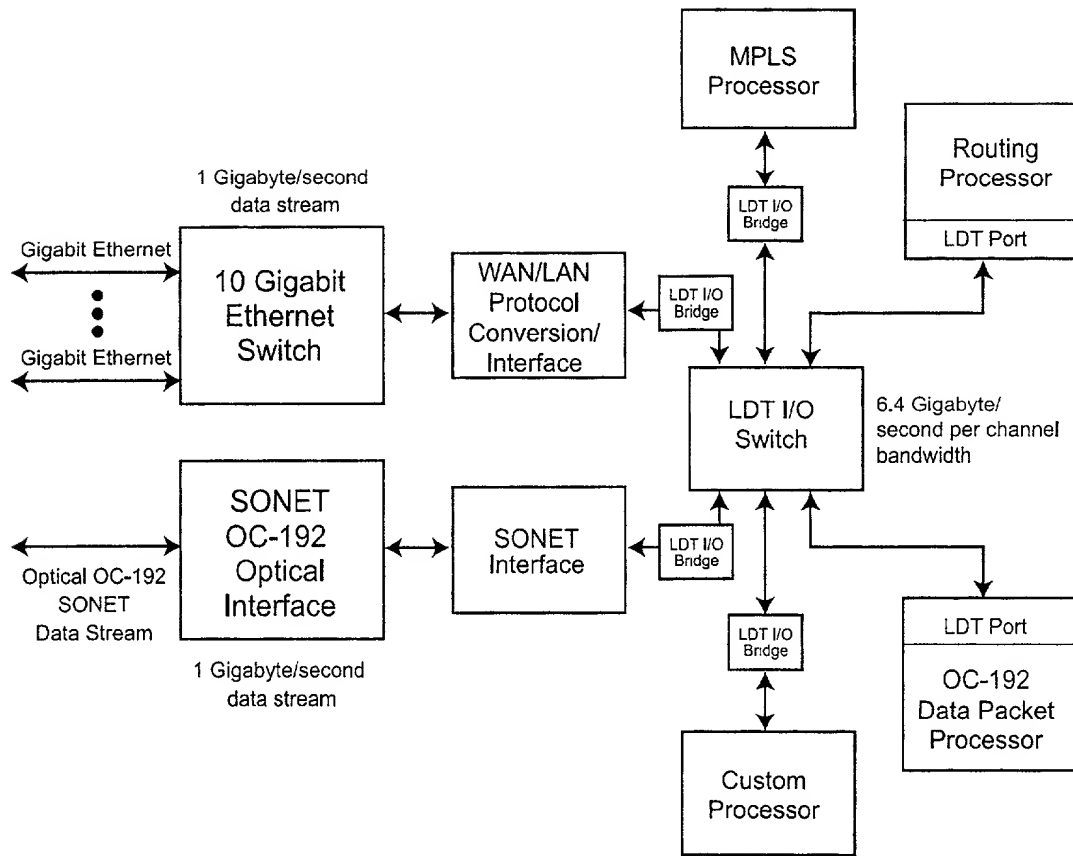 MPLS
Processor
Routing
Processor
LDT Port
1 Gigabyte/second
data stream
LDT I/O
Bridge
Gigabit Ethernet
10 Gigabit
Ethernet
Switch
Gigabit Ethernet
WAN/LAN
Protocol
Conversion/
Interface
LDT I/O
Bridge
LDT I/O
Switch
6.4 Gigabyte/
second per channel
bandwidth
SONET
OC-192
Optical
Interface
SONET
Interface
LDT I/O
Bridge
Optical OC-192
SONET
Data Stream
1 Gigabyte/second
data stream
LDT I/O
Bridge
LDT Port
OC-192
Data Packet
Processor
Custom
Processor